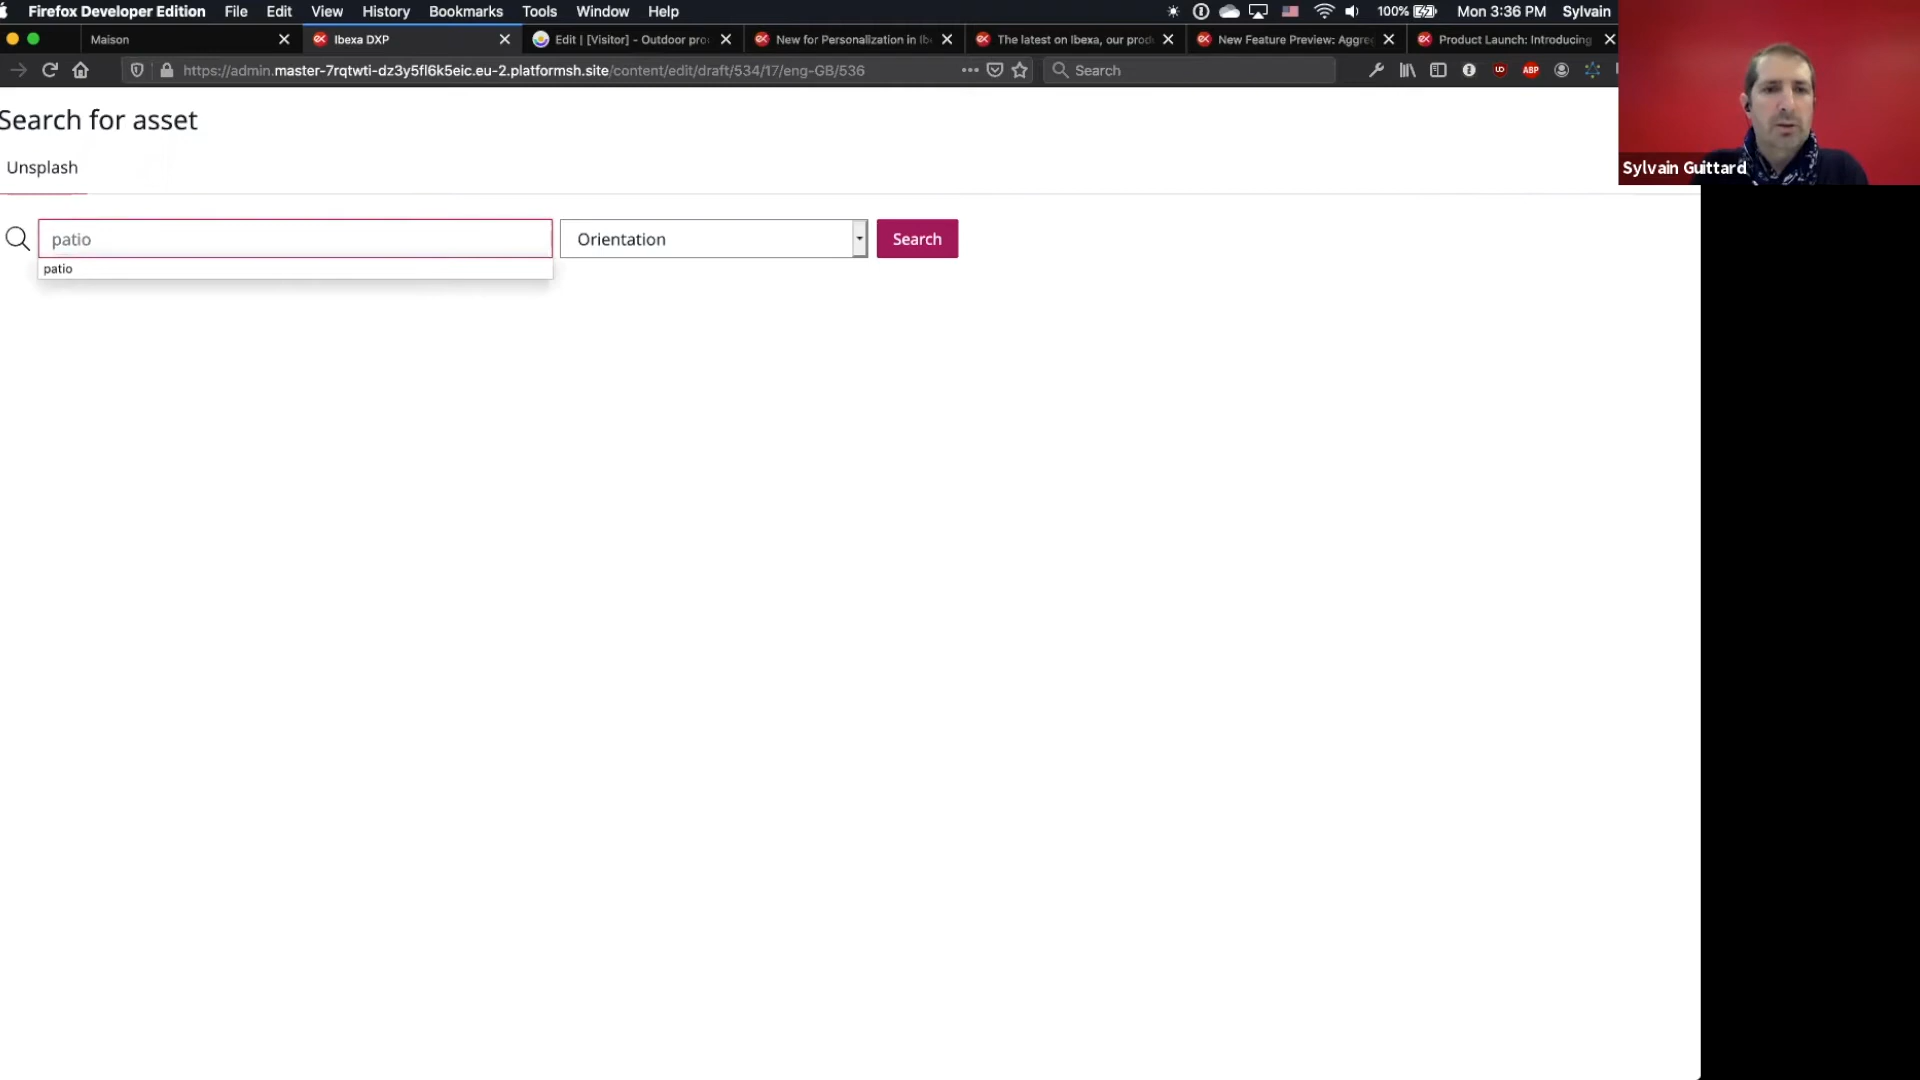 Firefox Developer Edition File Edit View History Bookmarks Tools Window Help 100% Mon 3:36 PM Sylvain
Maison Ibexa DXP Edit | [Visitor] - Outdoor pro New for Personalization in Ib The latest on Ibexa, our prod New Feature Preview: Aggre Product Launch: Introducing
https://admin.master-7rqtwti-dz3y5fl6k5eic.eu-2.platformsh.site/content/edit/draft/534/17/eng-GB/536 Search ABP
Search for asset
Unsplash
Sylvain Guittard
patio Orientation Search
patio